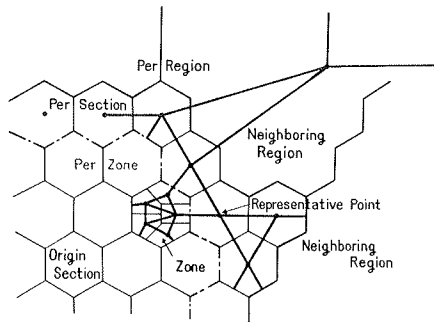 Per Region
Per Section
Neighboring
Region
Per Zone
Representative Point
Origin
Section
Zone
Neighboring
Region